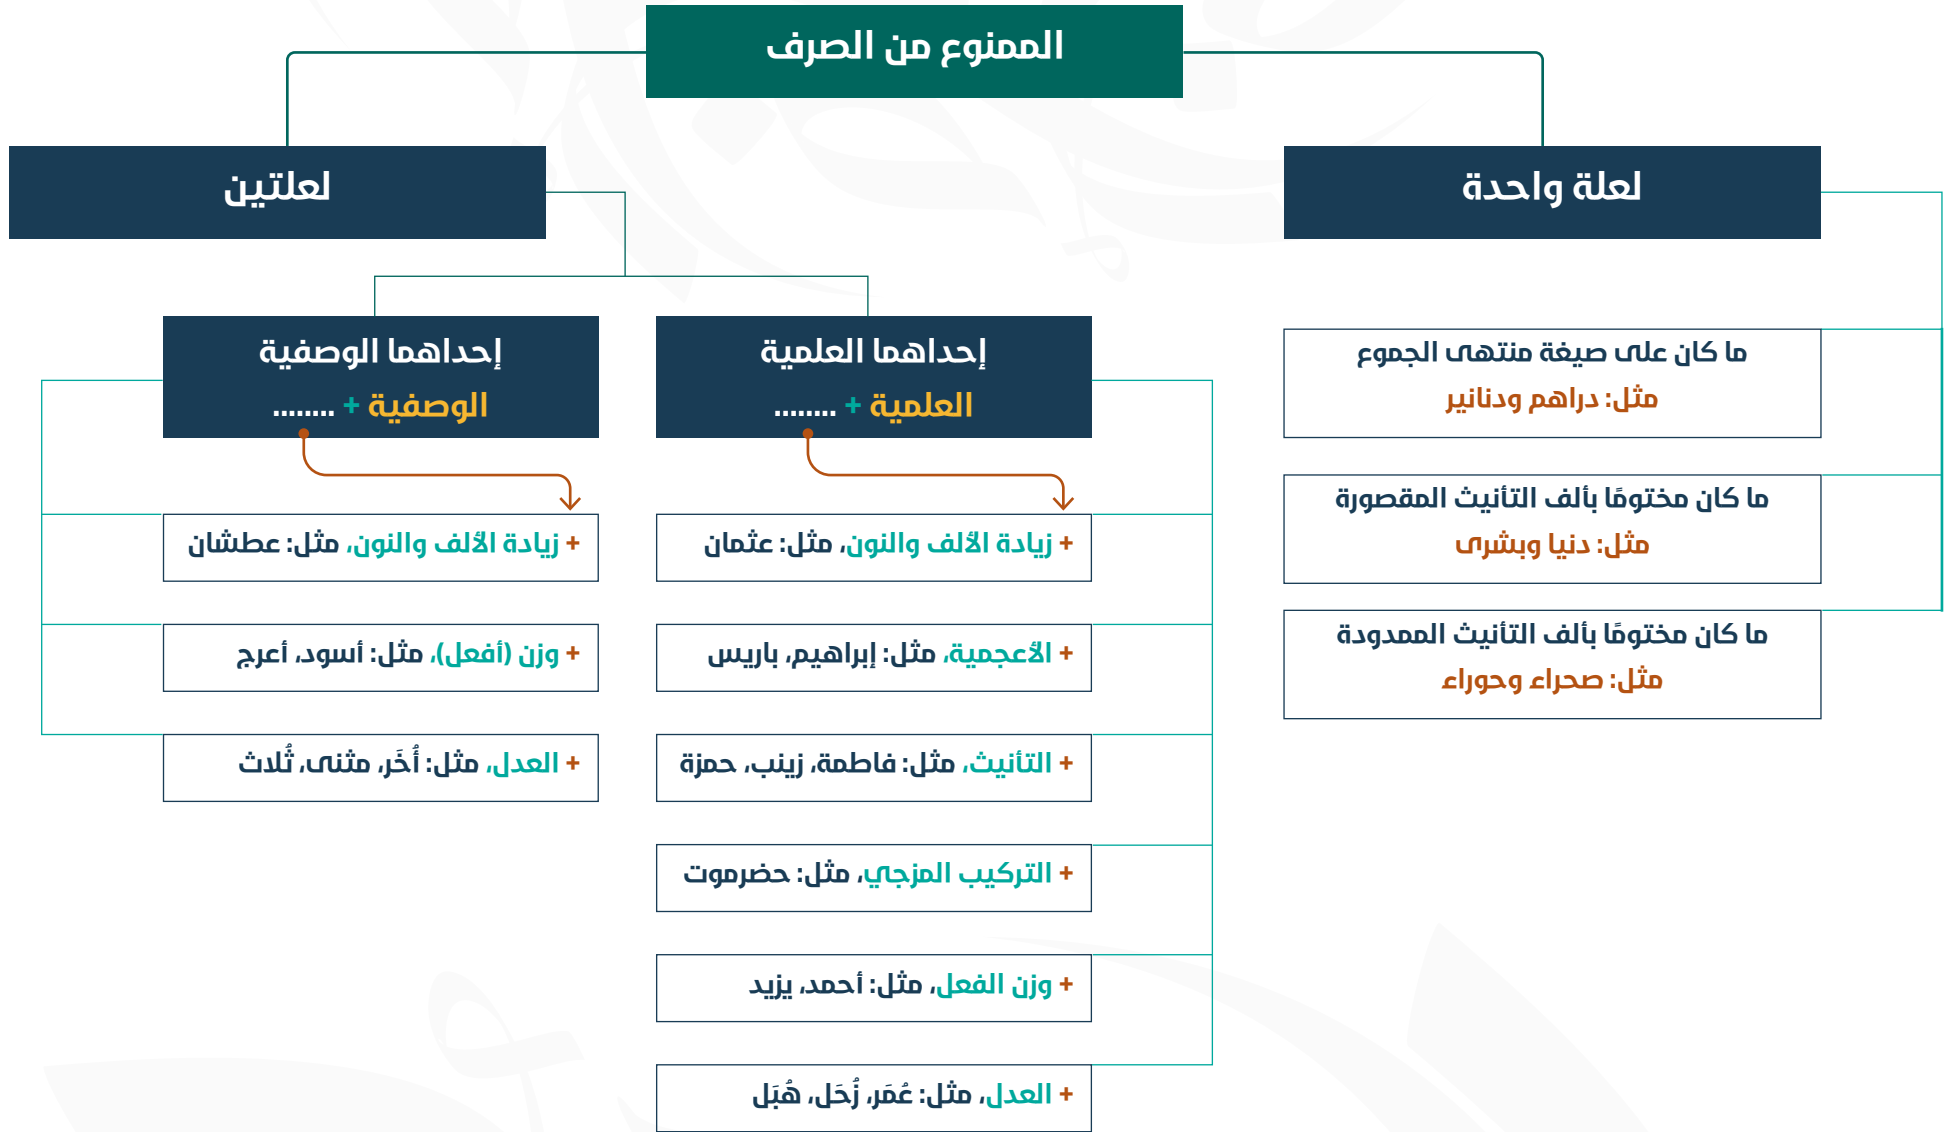 الممنوع من الصرف
لعلة واحدة
ما كان على صيغة منتهى الجموع
مثل: دراهم ودنانير
ما كان مختومًا بألف التأنيث المقصورة
مثل: دنيا وبشرى
ما كان مختومًا بألف التأنيث الممدودة
مثل: صحراء وحوراء
لعلتين
إحداهما العلمية
العلمية + ........
+ زيادة الألف والنون، مثل: عثمان
+ الأعجمية، مثل: إبراهيم، باريس
+ التأنيث، مثل: فاطمة، زينب، حمزة
+ التركيب المزجي، مثل: حضرموت
+ وزن الفعل، مثل: أحمد، يزيد
+ العدل، مثل: عُمَر، زُحَل، هُبَل
إحداهما الوصفية
الوصفية + ........
+ زيادة الألف والنون، مثل: عطشان
+ وزن (أفعل)، مثل: أسود، أعرج
+ العدل، مثل: أُخَر، مثنى، ثُلاث